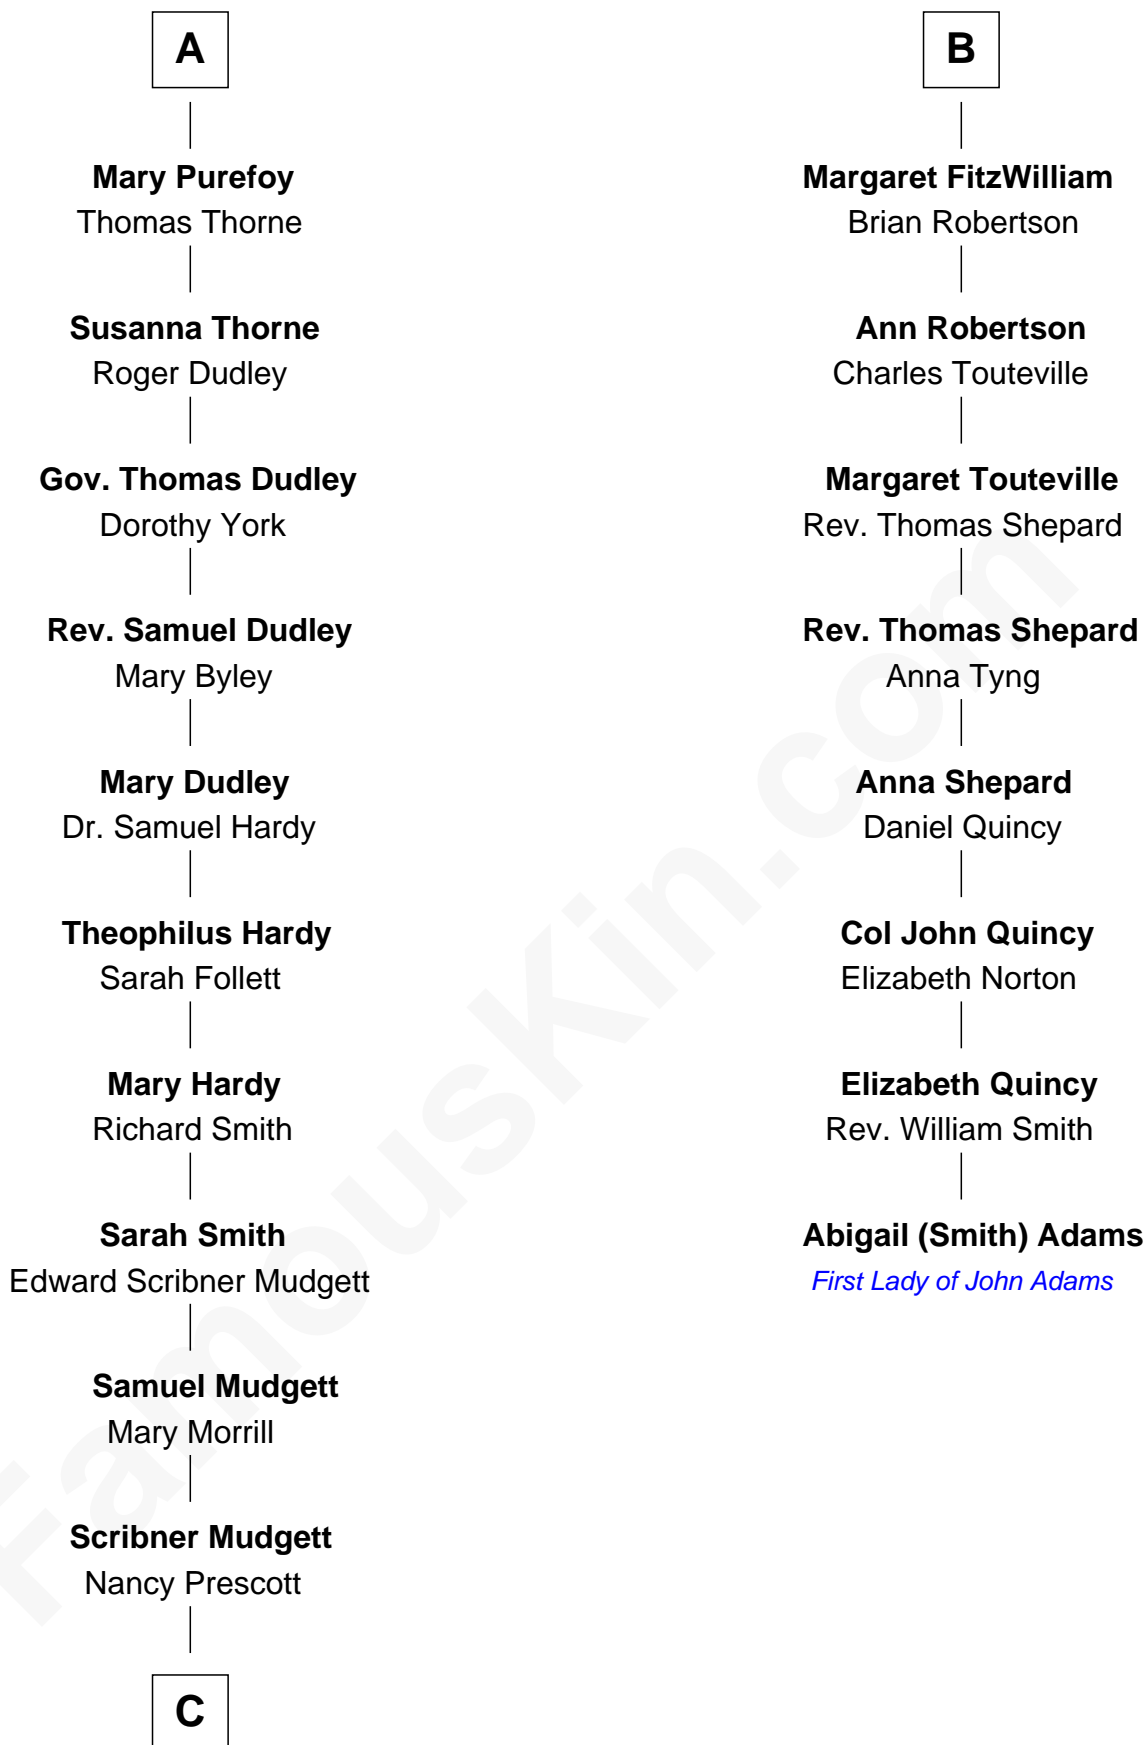 A
Mary Purefoy
Thomas Thorne
Susanna Thorne
Roger Dudley
Gov. Thomas Dudley
Dorothy York
Rev. Samuel Dudley
Mary Byley
Mary Dudley
Dr. Samuel Hardy
Theophilus Hardy
Sarah Follett
Mary Hardy
Richard Smith
Sarah Smith
Edward Scribner Mudgett
Samuel Mudgett
Mary Morrill
Scribner Mudgett
Nancy Prescott
C
B
Margaret FitzWilliam
Brian Robertson
Ann Robertson
Charles Touteville
Margaret Touteville
Rev. Thomas Shepard
Rev. Thomas Shepard
Anna Tyng
Anna Shepard
Daniel Quincy
Col John Quincy
Elizabeth Norton
Elizabeth Quincy
Rev. William Smith
Abigail (Smith) Adams
First Lady of John Adams
FamousKin.com